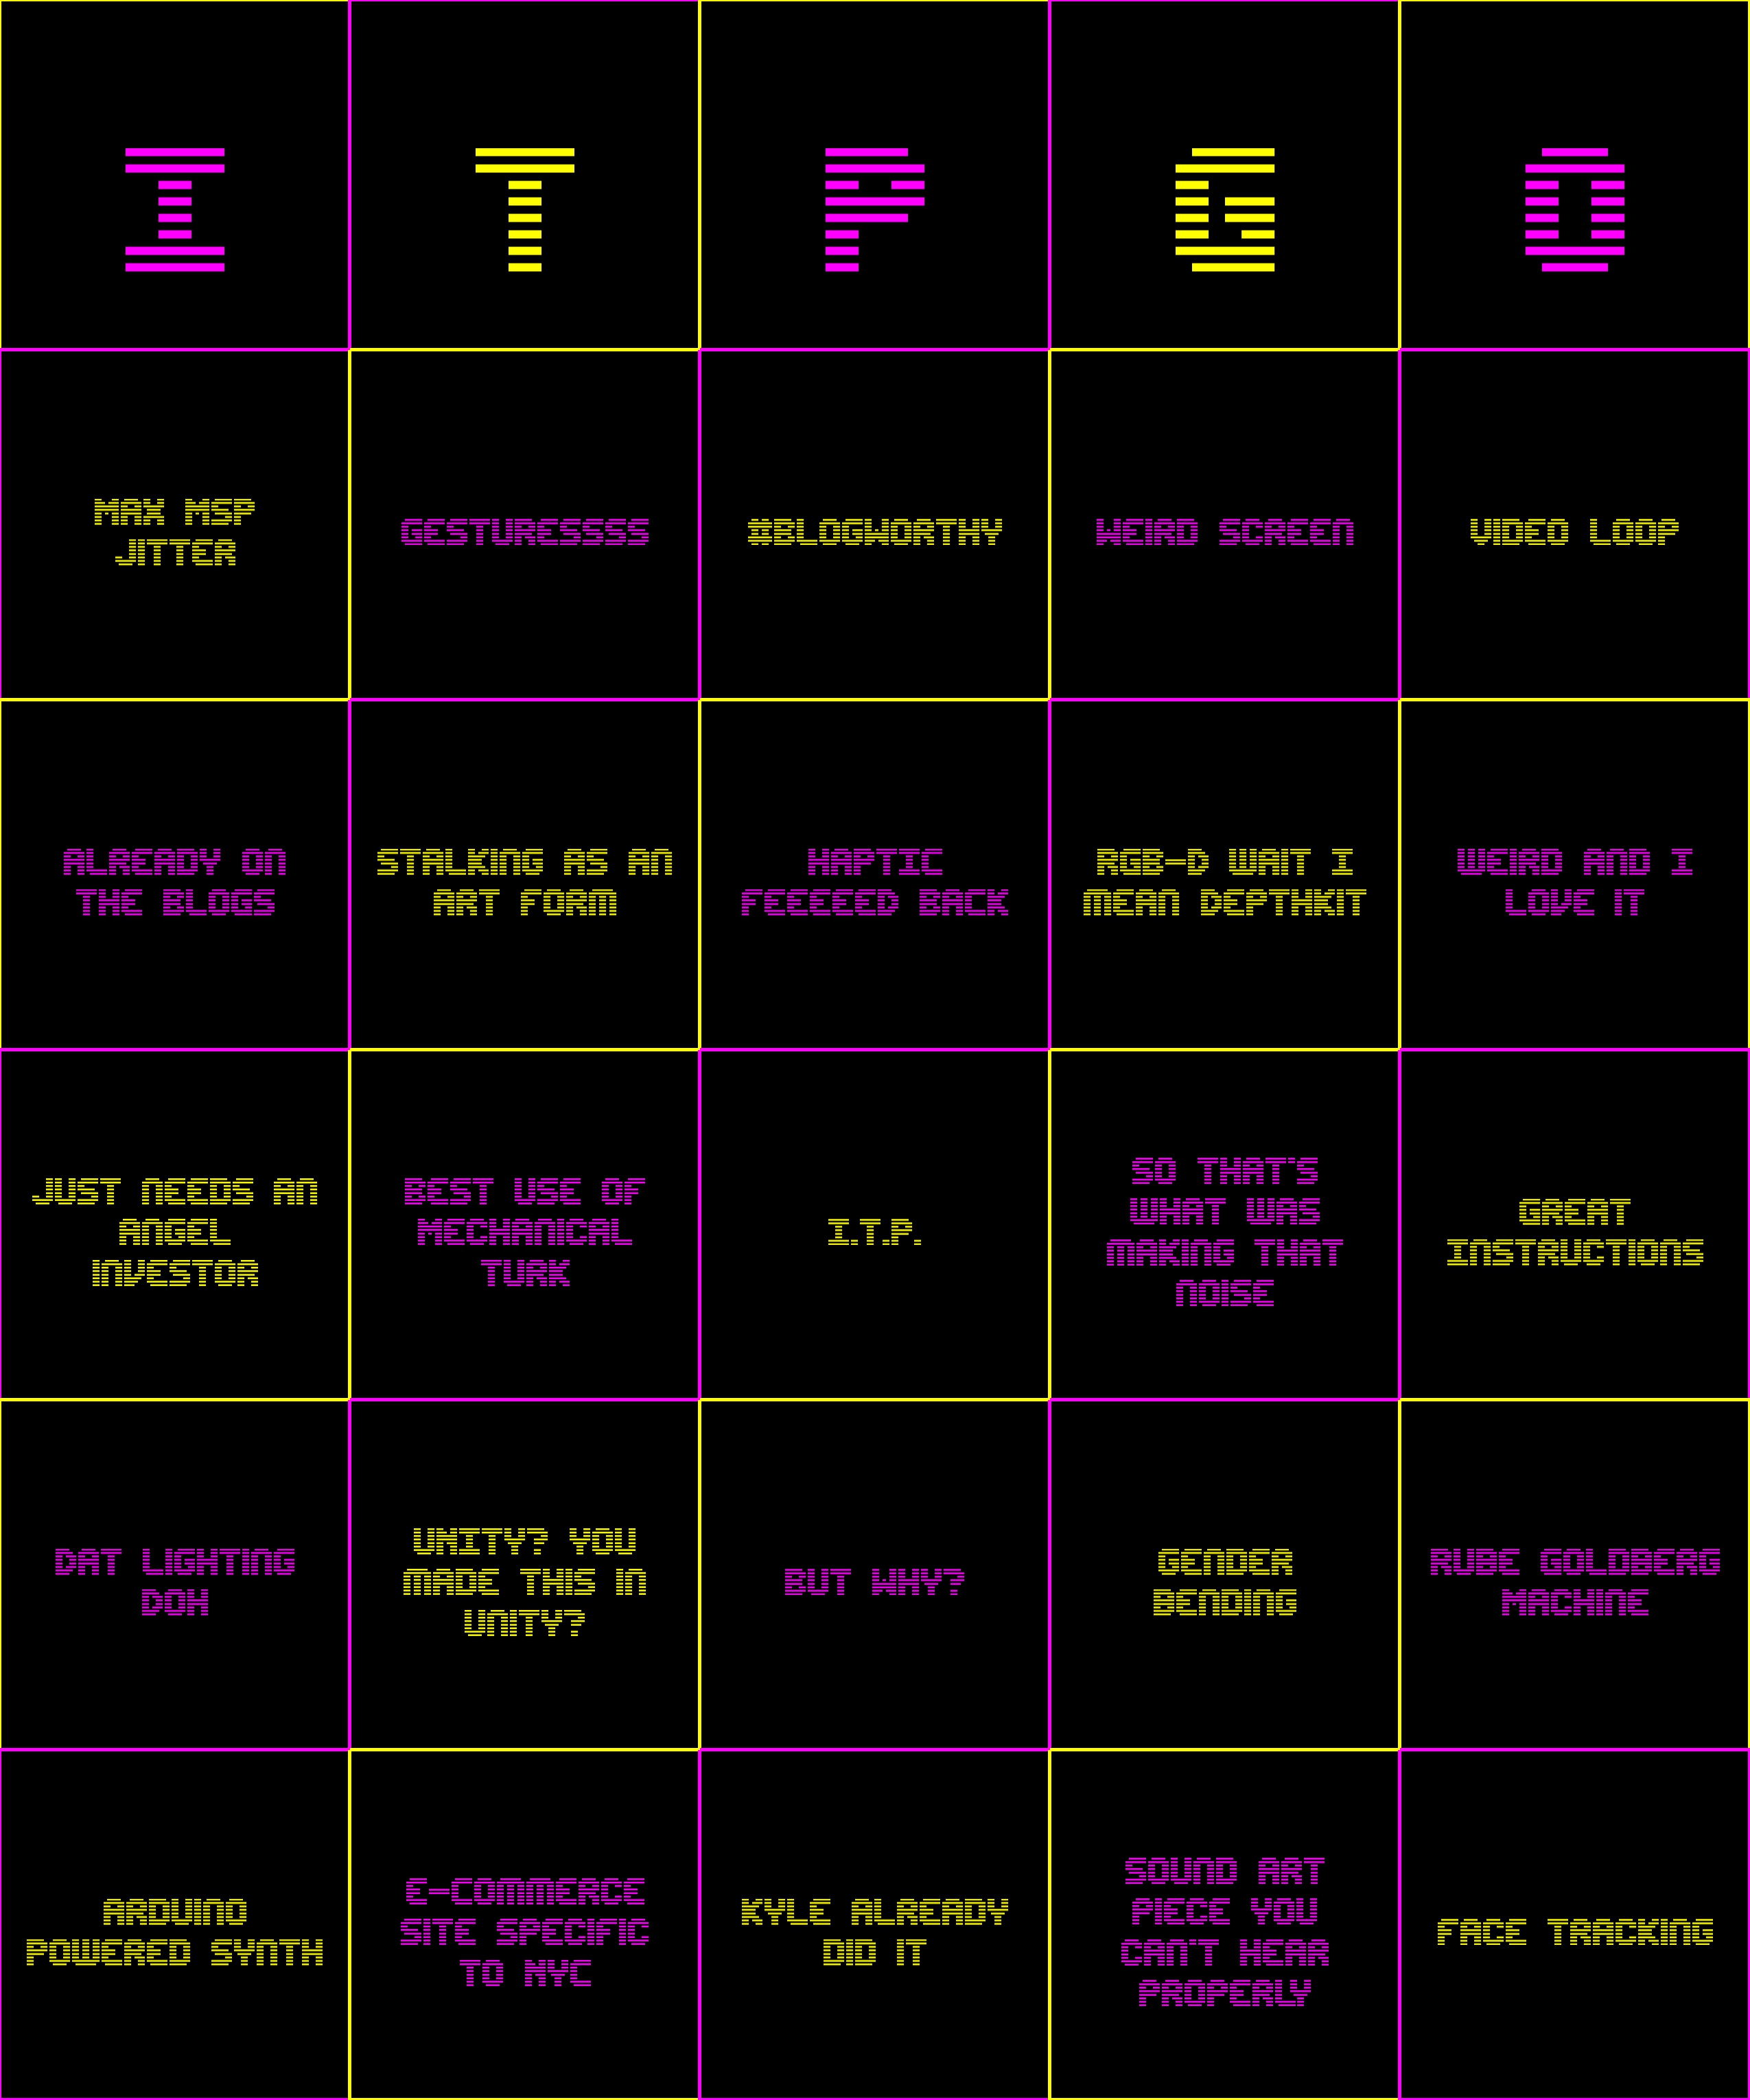 I T P G O
MAX MSP
JITTER
GESTURESSSS
#BLOGWORTHY
WEIRD SCREEN
VIDEO LOOP
ALREADY ON
THE BLOGS
STALKING AS AN
ART FORM
HAPTIC
FEEEEED BACK
RGB-D WAIT I
MEAN DEPTHKIT
WEIRD AND I
LOVE IT
JUST NEEDS AN
ANGEL
INVESTOR
BEST USE OF
MECHANICAL
TURK
I.T.P.
SO THAT'S
WHAT WAS
MAKING THAT
NOISE
GREAT
INSTRUCTIONS
DAT LIGHTING
DOH
UNITY? YOU
MADE THIS IN
UNITY?
BUT WHY?
GENDER
BENDING
RUBE GOLDBERG
MACHINE
ARDUINO
POWERED SYNTH
E-COMMERCE
SITE SPECIFIC
TO NYC
KYLE ALREADY
DID IT
SOUND ART
PIECE YOU
CAN'T HEAR
PROPERLY
FACE TRACKING